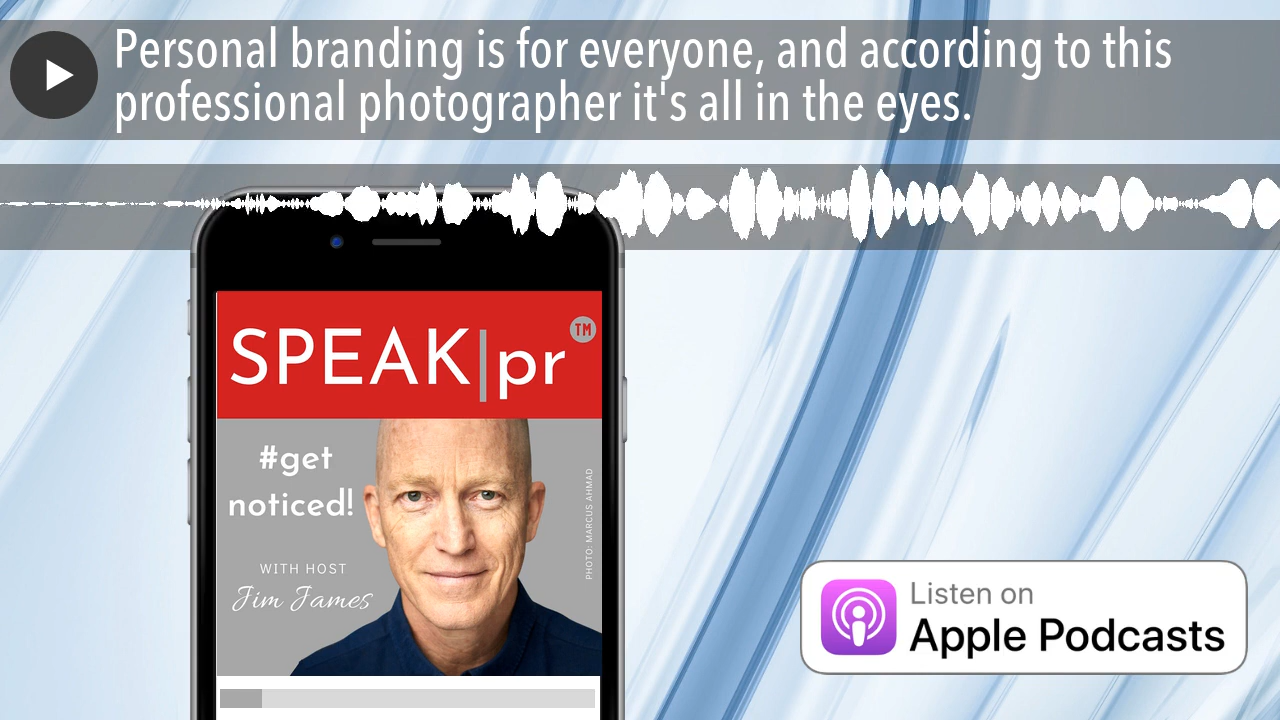 Personal branding is for everyone, and according to this
professional photographer it's all in the eyes.
SPEAK|pr TM
#get
noticed!
WITH HOST
Jim James
PHOTO: MARCUS AHMAD
Listen on
Apple Podcasts